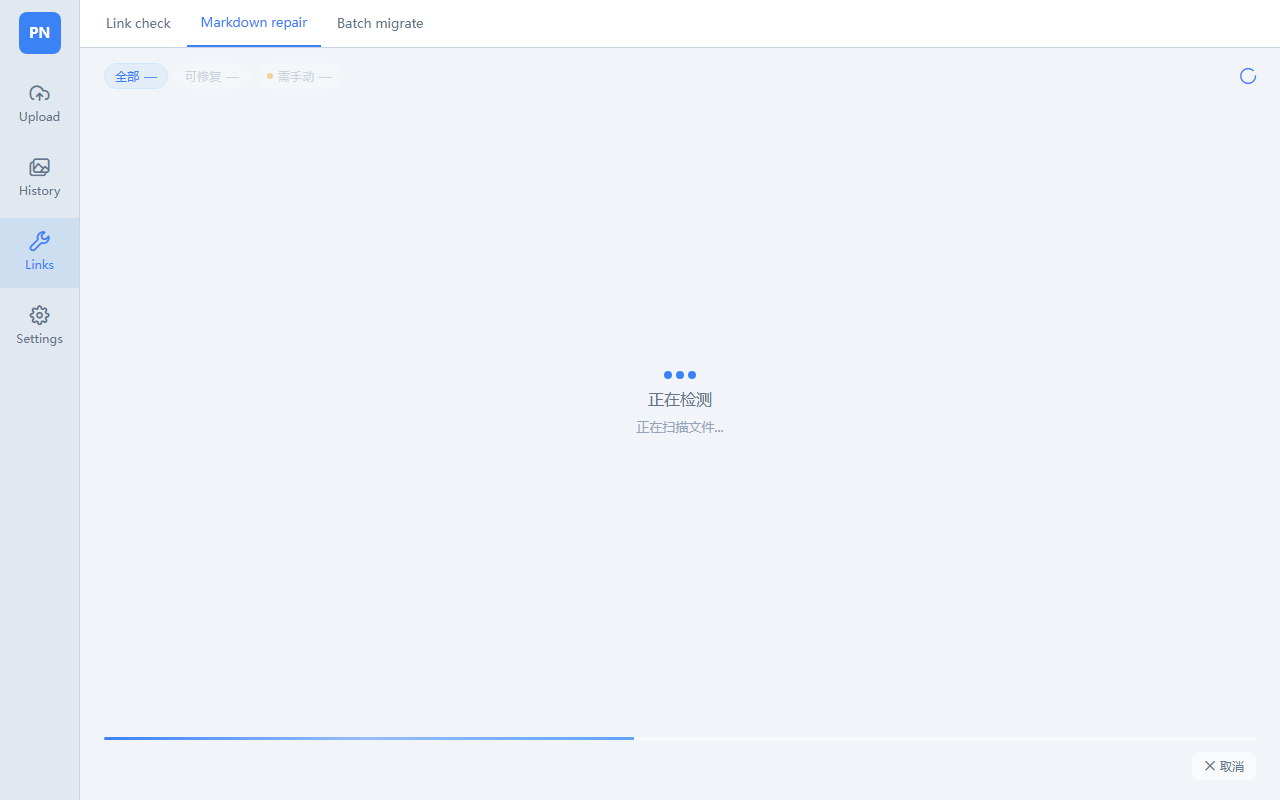 PN
Upload
History
Links
Settings
Link check
Markdown repair
Batch migrate
全部 —
可修复 —
需手动 —
正在检测
正在扫描文件...
取消